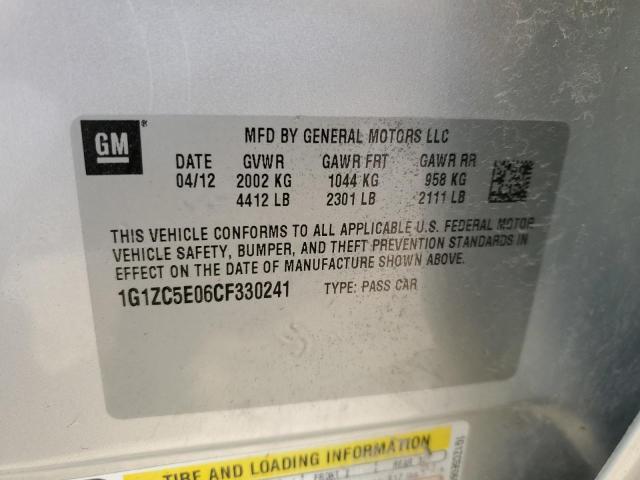 GM ®
MFD BY GENERAL MOTORS LLC
DATE GVWR GAWR FRT GAWR RR
04/12 2002 KG 1044 KG 958 KG
4412 LB 2301 LB 2111 LB
THIS VEHICLE CONFORMS TO ALL APPLICABLE U.S. FEDERAL MOTOR
VEHICLE SAFETY, BUMPER, AND THEFT PREVENTION STANDARDS IN
EFFECT ON THE DATE OF MANUFACTURE SHOWN ABOVE.
1G1ZC5E06CF330241 TYPE: PASS CAR
TIRE AND LOADING INFORMATION